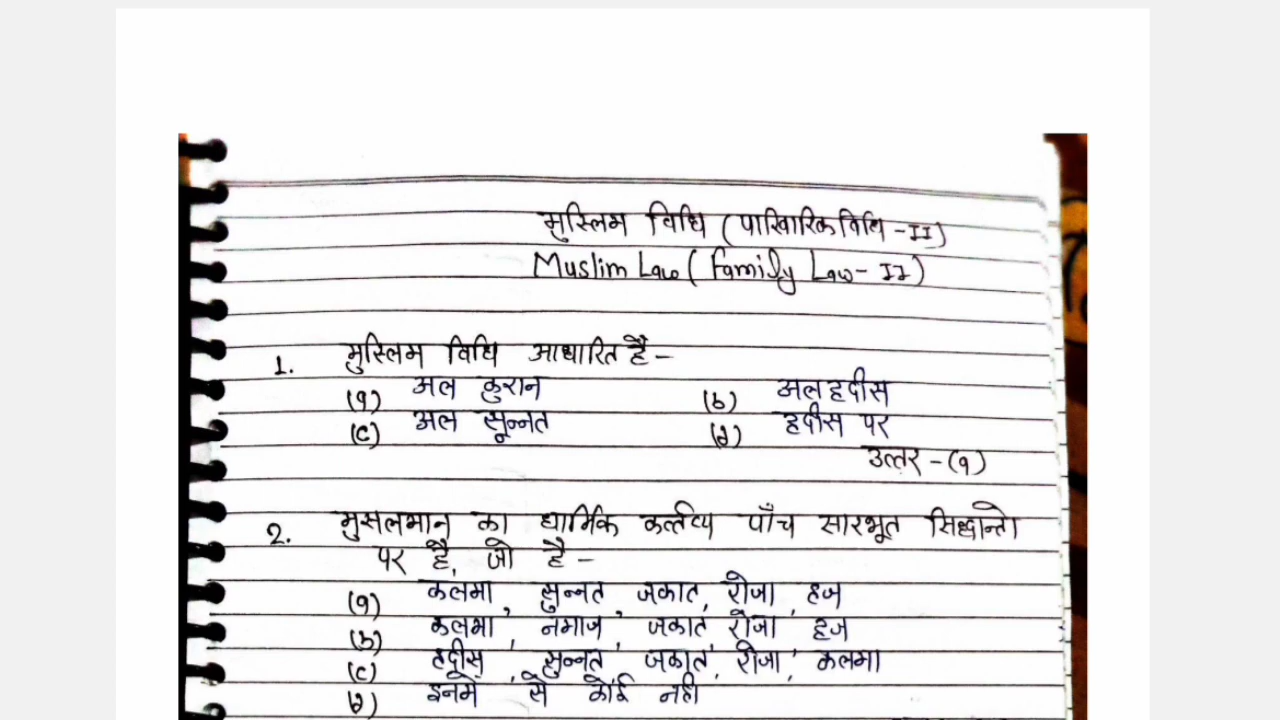 मुस्लिम विधि (पारिवारिक विधि -II)
Muslim Law ( Family Law- II)
1. मुस्लिम विधि आधारित है -
(a) अल कुरान (b) अल हदीस
(c) अल सून्नत (d) हदीस पर
उत्तर - (a)
2. मुसलमान का धार्मिक कर्त्तव्य पाँच सारभूत सिद्धान्तो
पर है, जो है -
(a) कलमा, सुन्नत, जकात, रोजा, हज
(b) कलमा, नमाज, जकात, रोजा, हज
(c) हदीस, सुन्नत, जकात, रोजा, कलमा
(d) इनमे से कोई नही